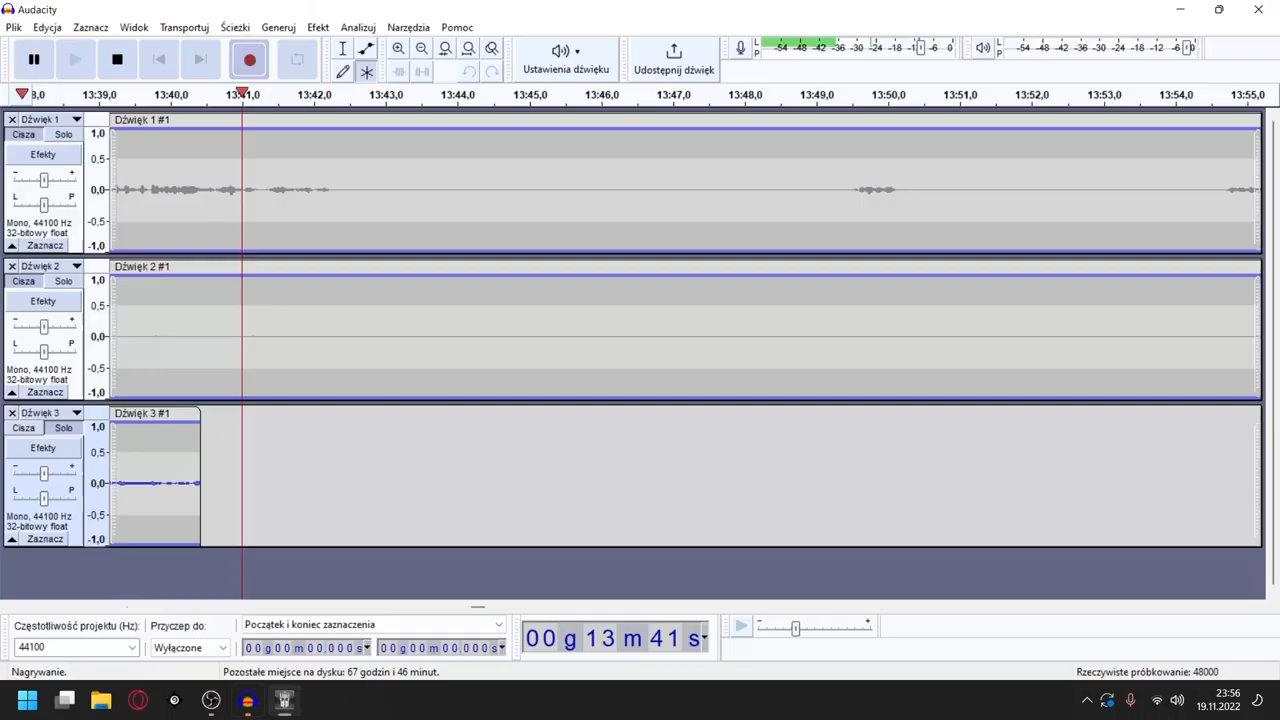 Audacity
Plik Edycja Zaznacz Widok Transportuj Ścieżki Generuj Efekt Analizuj Narzędzia Pomoc
Ustawienia dźwięku
Udostępnij dźwięk
L P -54 -48 -42 -36 -30 -24 -18 -6 0
L P -54 -48 -42 -36 -30 -24 -18 -12 -6 0
8,0 13:39,0 13:40,0 13:41,0 13:42,0 13:43,0 13:44,0 13:45,0 13:46,0 13:47,0 13:48,0 13:49,0 13:50,0 13:51,0 13:52,0 13:53,0 13:54,0 13:55,0
Dźwięk 1
Cisza Solo
Efekty
- +
L P
Mono, 44100 Hz
32-bitowy float
Zaznacz
1,0
0,5
0,0
-0,5
-1,0
Dźwięk 1 #1
Dźwięk 2
Cisza Solo
Efekty
- +
L P
Mono, 44100 Hz
32-bitowy float
Zaznacz
1,0
0,5
0,0
-0,5
-1,0
Dźwięk 2 #1
Dźwięk 3
Cisza Solo
Efekty
- +
L P
Mono, 44100 Hz
32-bitowy float
Zaznacz
1,0
0,5
0,0
-0,5
-1,0
Dźwięk 3 #1
Częstotliwość projektu (Hz):
44100
Przyczep do:
Wyłączone
Początek i koniec zaznaczenia
00 g 00 m 00.000 s
00 g 00 m 00.000 s
00 g 13 m 41 s
- +
Nagrywanie.
Pozostałe miejsce na dysku: 67 godzin i 46 minut.
Rzeczywiste próbkowanie: 48000
23:56
19.11.2022